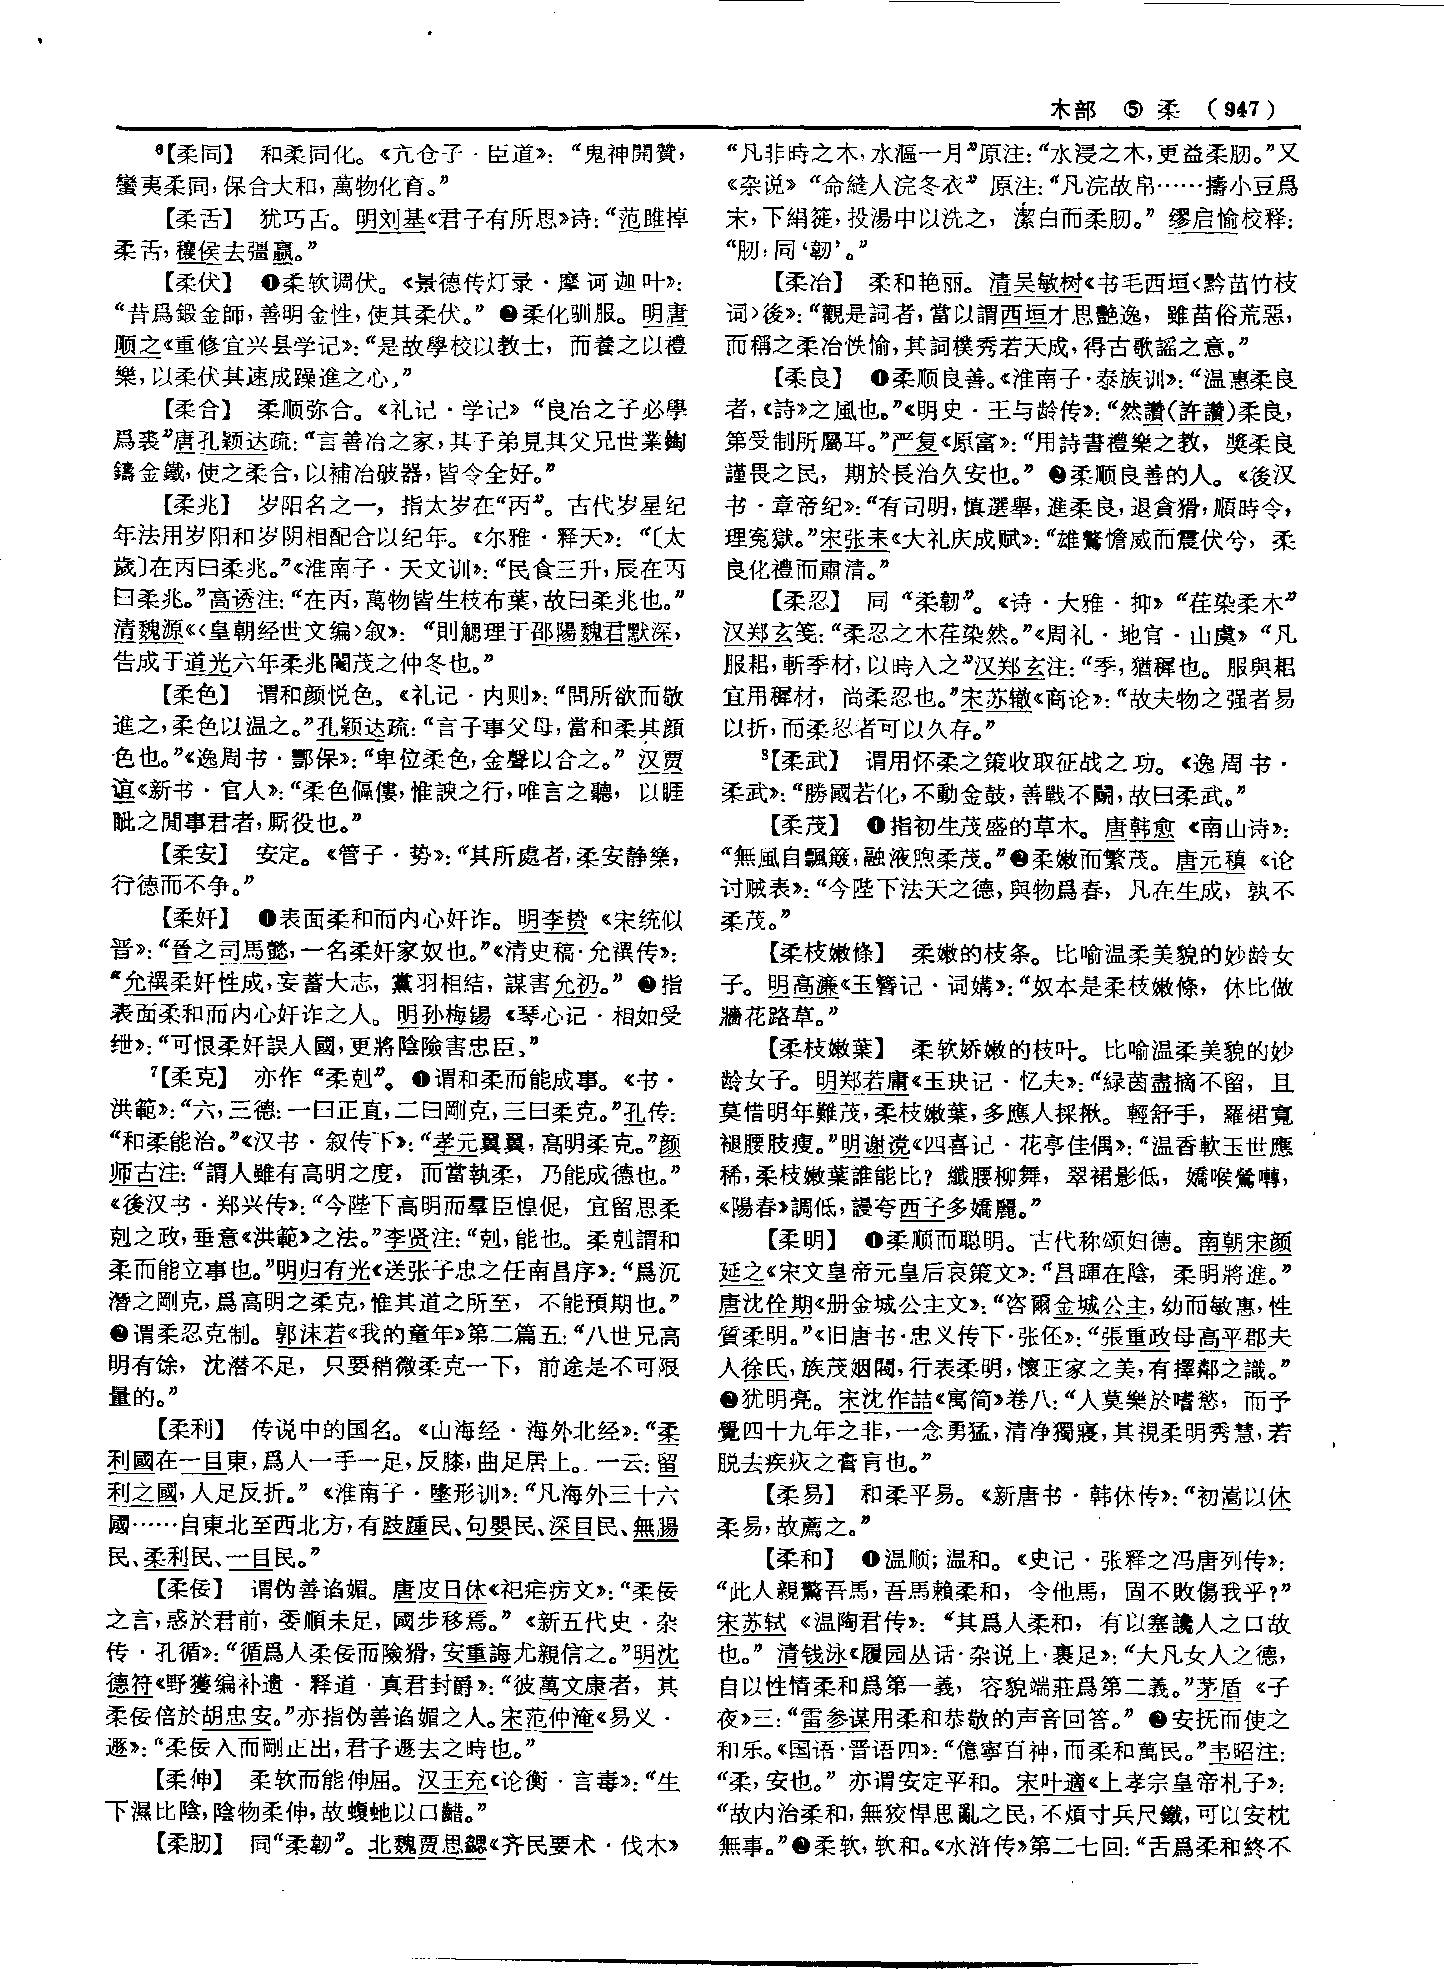 木部 ⑤ 柔 (947)
⁶【柔同】 和柔同化。《亢仓子·臣道》：“鬼神開贊，
蠻夷柔同，保合大和，萬物化育。”
【柔舌】 犹巧舌。明刘基《君子有所思》诗：“范雎掉
柔舌，穰侯去彊嬴。”
【柔伏】 ❶柔软调伏。《景德传灯录·摩诃迦叶》：
“昔爲鍛金師，善明金性，使其柔伏。” ❷柔化驯服。明唐
顺之《重修宜兴县学记》：“是故學校以教士，而養之以禮
樂，以柔伏其速成躁進之心。”
【柔合】 柔顺弥合。《礼记·学记》“良冶之子必學
爲裘”唐孔颖达疏：“言善冶之家，其子弟見其父兄世業鉤
鑄金鐵，使之柔合，以補冶破器，皆令全好。”
【柔兆】 岁阳名之一，指太岁在“丙”。古代岁星纪
年法用岁阳和岁阴相配合以纪年。《尔雅·释天》：“〔太
歲〕在丙曰柔兆。”《淮南子·天文训》：“民食三升，辰在丙
曰柔兆。”高诱注：“在丙，萬物皆生枝布葉，故曰柔兆也。”
清魏源《〈皇朝经世文编〉叙》：“則鰓理于邵陽魏君默深，
告成于道光六年柔兆閹茂之仲冬也。”
【柔色】 谓和颜悦色。《礼记·内则》：“問所欲而敬
進之，柔色以温之。”孔颖达疏：“言子事父母，當和柔其顔
色也。”《逸周书·酆保》：“卑位柔色，金聲以合之。” 汉贾
谊《新书·官人》：“柔色傴僂，惟諛之行，唯言之聽，以睚
眦之間事君者，厮役也。”
【柔安】 安定。《管子·势》：“其所處者，柔安静樂，
行德而不争。”
【柔奸】 ❶表面柔和而内心奸诈。明李贽《宋统似
晋》：“晉之司馬懿，一名柔奸家奴也。”《清史稿·允禩传》：
“允禩柔奸性成，妄蓄大志，黨羽相結，謀害允礽。” ❷指
表面柔和而内心奸诈之人。明孙梅锡《琴心记·相如受
绁》：“可恨柔奸誤人國，更將陰險害忠臣。”
⁷【柔克】 亦作“柔剋”。❶谓和柔而能成事。《书·
洪範》：“六，三德：一曰正直，二曰剛克，三曰柔克。”孔传：
“和柔能治。”《汉书·叙传下》：“孝元翼翼，高明柔克。”颜
师古注：“謂人雖有高明之度，而當執柔，乃能成德也。”
《後汉书·郑兴传》：“今陛下高明而羣臣惶促，宜留思柔
剋之政，垂意《洪範》之法。”李贤注：“剋，能也。柔剋謂和
柔而能立事也。”明归有光《送张子忠之任南昌序》：“爲沉
潛之剛克，爲高明之柔克，惟其道之所至，不能預期也。”
❷谓柔忍克制。郭沫若《我的童年》第二篇五：“八世兄高
明有馀，沈潜不足，只要稍微柔克一下，前途是不可限
量的。”
【柔利】 传说中的国名。《山海经·海外北经》：“柔
利國在一目東，爲人一手一足，反膝，曲足居上。一云：留
利之國，人足反折。”《淮南子·墬形训》：“凡海外三十六
國……自東北至西北方，有跂踵民、句嬰民、深目民、無腸
民、柔利民、一目民。”
【柔佞】 谓伪善谄媚。唐皮日休《祀疟疠文》：“柔佞
之言，惑於君前，委順未足，國步移焉。”《新五代史·杂
传·孔循》：“循爲人柔佞而險猾，安重誨尤親信之。”明沈
德符《野獲编补遗·释道·真君封爵》：“彼萬文康者，其
柔佞倍於胡忠安。”亦指伪善谄媚之人。宋范仲淹《易义·
遯》：“柔佞入而剛正出，君子遯去之時也。”
【柔伸】 柔软而能伸屈。汉王充《论衡·言毒》：“生
下濕比陰，陰物柔伸，故蝮虵以口齰。”
【柔肕】 同“柔韌”。北魏贾思勰《齐民要术·伐木》
“凡非時之木，水漚一月”原注：“水浸之木，更益柔肕。”又
《杂说》“命縫人浣冬衣”原注：“凡浣故帛……擣小豆爲
末，下絹簁，投湯中以洗之，潔白而柔肕。”缪启愉校释：
“肕，同‘韌’。”
【柔冶】 柔和艳丽。清吴敏树《书毛西垣〈黔苗竹枝
词〉後》：“觀是詞者，當以謂西垣才思艷逸，雖苗俗荒惡，
而稱之柔冶怢愉，其詞樸秀若天成，得古歌謡之意。”
【柔良】 ❶柔顺良善。《淮南子·泰族训》：“温惠柔良
者，《詩》之風也。”《明史·王与龄传》：“然讚（許讚）柔良，
第受制所屬耳。”严复《原富》：“用詩書禮樂之教，奬柔良
謹畏之民，期於長治久安也。” ❷柔顺良善的人。《後汉
书·章帝纪》：“有司明，慎選舉，進柔良，退貪猾，順時令，
理冤獄。”宋张耒《大礼庆成赋》：“雄驁憺威而震伏兮，柔
良化禮而肅清。”
【柔忍】 同“柔韌”。《诗·大雅·抑》“荏染柔木”
汉郑玄笺：“柔忍之木荏染然。”《周礼·地官·山虞》“凡
服耜，斬季材，以時入之”汉郑玄注：“季，猶穉也。服與耜
宜用穉材，尚柔忍也。”宋苏辙《商论》：“故夫物之强者易
以折，而柔忍者可以久存。”
⁸【柔武】 谓用怀柔之策收取征战之功。《逸周书·
柔武》：“勝國若化，不動金鼓，善戰不鬭，故曰柔武。”
【柔茂】 ❶指初生茂盛的草木。唐韩愈《南山诗》：
“無風自飄簸，融液煦柔茂。”❷柔嫩而繁茂。唐元稹《论
讨贼表》：“今陛下法天之德，與物爲春，凡在生成，孰不
柔茂。”
【柔枝嫩條】 柔嫩的枝条。比喻温柔美貌的妙龄女
子。明高濂《玉簪记·词媾》：“奴本是柔枝嫩條，休比做
牆花路草。”
【柔枝嫩葉】 柔软娇嫩的枝叶。比喻温柔美貌的妙
龄女子。明郑若庸《玉玦记·忆夫》：“緑茵盡摘不留，且
莫惜明年難茂，柔枝嫩葉，多應人採揪。輕舒手，羅裙寬
褪腰肢瘦。”明谢谠《四喜记·花亭佳偶》：“温香軟玉世應
稀，柔枝嫩葉誰能比？纖腰柳舞，翠裙影低，嬌喉鶯囀，
《陽春》調低，謾夸西子多嬌麗。”
【柔明】 ❶柔顺而聪明。古代称颂妇德。南朝宋颜
延之《宋文皇帝元皇后哀策文》：“昌暉在陰，柔明將進。”
唐沈佺期《册金城公主文》：“咨爾金城公主，幼而敏惠，性
質柔明。”《旧唐书·忠义传下·张伾》：“張重政母高平郡夫
人徐氏，族茂姻閥，行表柔明，懷正家之美，有擇鄰之識。”
❷犹明亮。宋沈作喆《寓简》卷八：“人莫樂於嗜慾，而予
覺四十九年之非，一念勇猛，清净獨寢，其視柔明秀慧，若
脱去疾疢之膏肓也。”
【柔易】 和柔平易。《新唐书·韩休传》：“初嵩以休
柔易，故薦之。”
【柔和】 ❶温顺；温和。《史记·张释之冯唐列传》：
“此人親驚吾馬，吾馬賴柔和，令他馬，固不敗傷我乎？”
宋苏轼《温陶君传》：“其爲人柔和，有以塞讒人之口故
也。”清钱泳《履园丛话·杂说上·裹足》：“大凡女人之德，
自以性情柔和爲第一義，容貌端莊爲第二義。”茅盾《子
夜》三：“雷参谋用柔和恭敬的声音回答。” ❷安抚而使之
和乐。《国语·晋语四》：“億寧百神，而柔和萬民。”韦昭注：
“柔，安也。”亦谓安定平和。宋叶適《上孝宗皇帝札子》：
“故内治柔和，無狡悍思亂之民，不煩寸兵尺鐵，可以安枕
無事。”❸柔软，软和。《水浒传》第二七回：“舌爲柔和終不